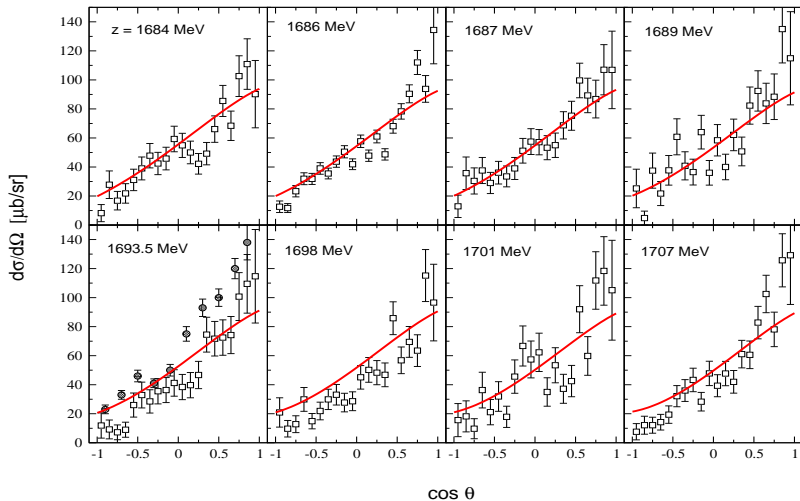 140
120
100
80
60
40
20
0
z = 1684 MeV
1686 MeV
1687 MeV
1689 MeV
dσ/dΩ [μb/sr]
140
120
100
80
60
40
20
0
1693.5 MeV
1698 MeV
1701 MeV
1707 MeV
-1 -0.5 0 0.5 1 -1 -0.5 0 0.5 1 -1 -0.5 0 0.5 1 -1 -0.5 0 0.5 1
cos θ